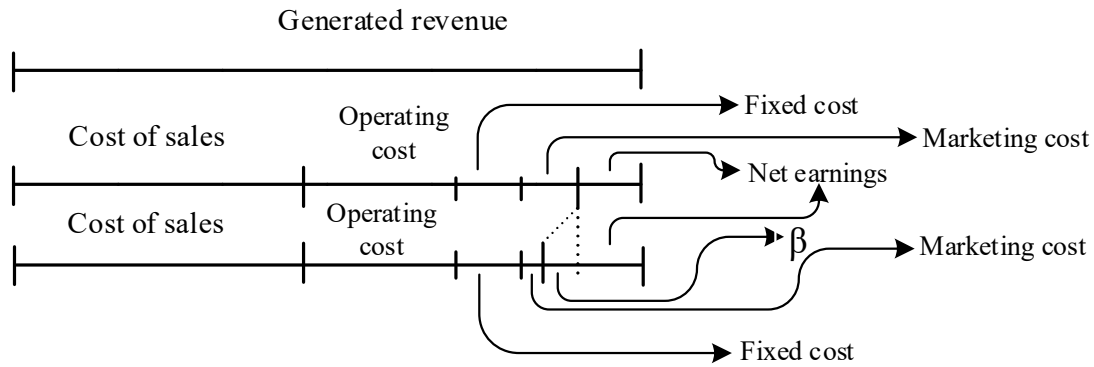 Generated revenue
Fixed cost
Operating
cost
Cost of sales
Marketing cost
Net earnings
Cost of sales
Operating
cost
β
Marketing cost
Fixed cost